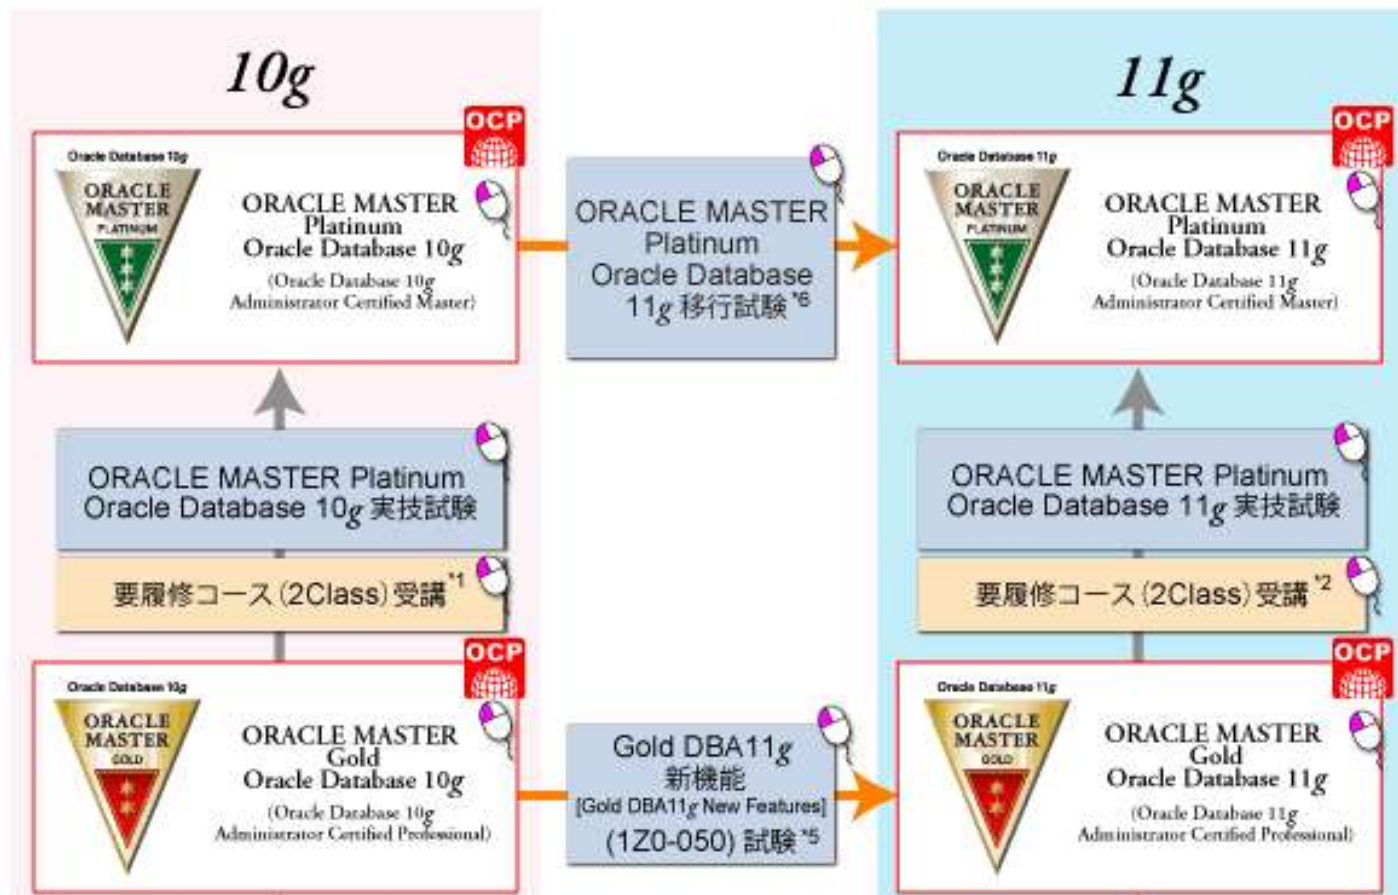 10g
11g
OCP
OCP
Oracle Database 10g
ORACLE
MASTER
PLATINUM
ORACLE MASTER
Platinum
Oracle Database 10g
(Oracle Database 10g
Administrator Certified Master)
ORACLE MASTER
Platinum
Oracle Database
11g 移行試験*6
Oracle Database 11g
ORACLE
MASTER
PLATINUM
ORACLE MASTER
Platinum
Oracle Database 11g
(Oracle Database 11g
Administrator Certified Master)
ORACLE MASTER Platinum
Oracle Database 10g 実技試験
ORACLE MASTER Platinum
Oracle Database 11g 実技試験
要履修コース(2Class)受講*1
要履修コース(2Class)受講*2
OCP
OCP
Oracle Database 10g
ORACLE
MASTER
GOLD
ORACLE MASTER
Gold
Oracle Database 10g
(Oracle Database 10g
Administrator Certified Professional)
Gold DBA11g
新機能
[Gold DBA11g New Features]
(1Z0-050) 試験*5
Oracle Database 11g
ORACLE
MASTER
GOLD
ORACLE MASTER
Gold
Oracle Database 11g
(Oracle Database 11g
Administrator Certified Professional)